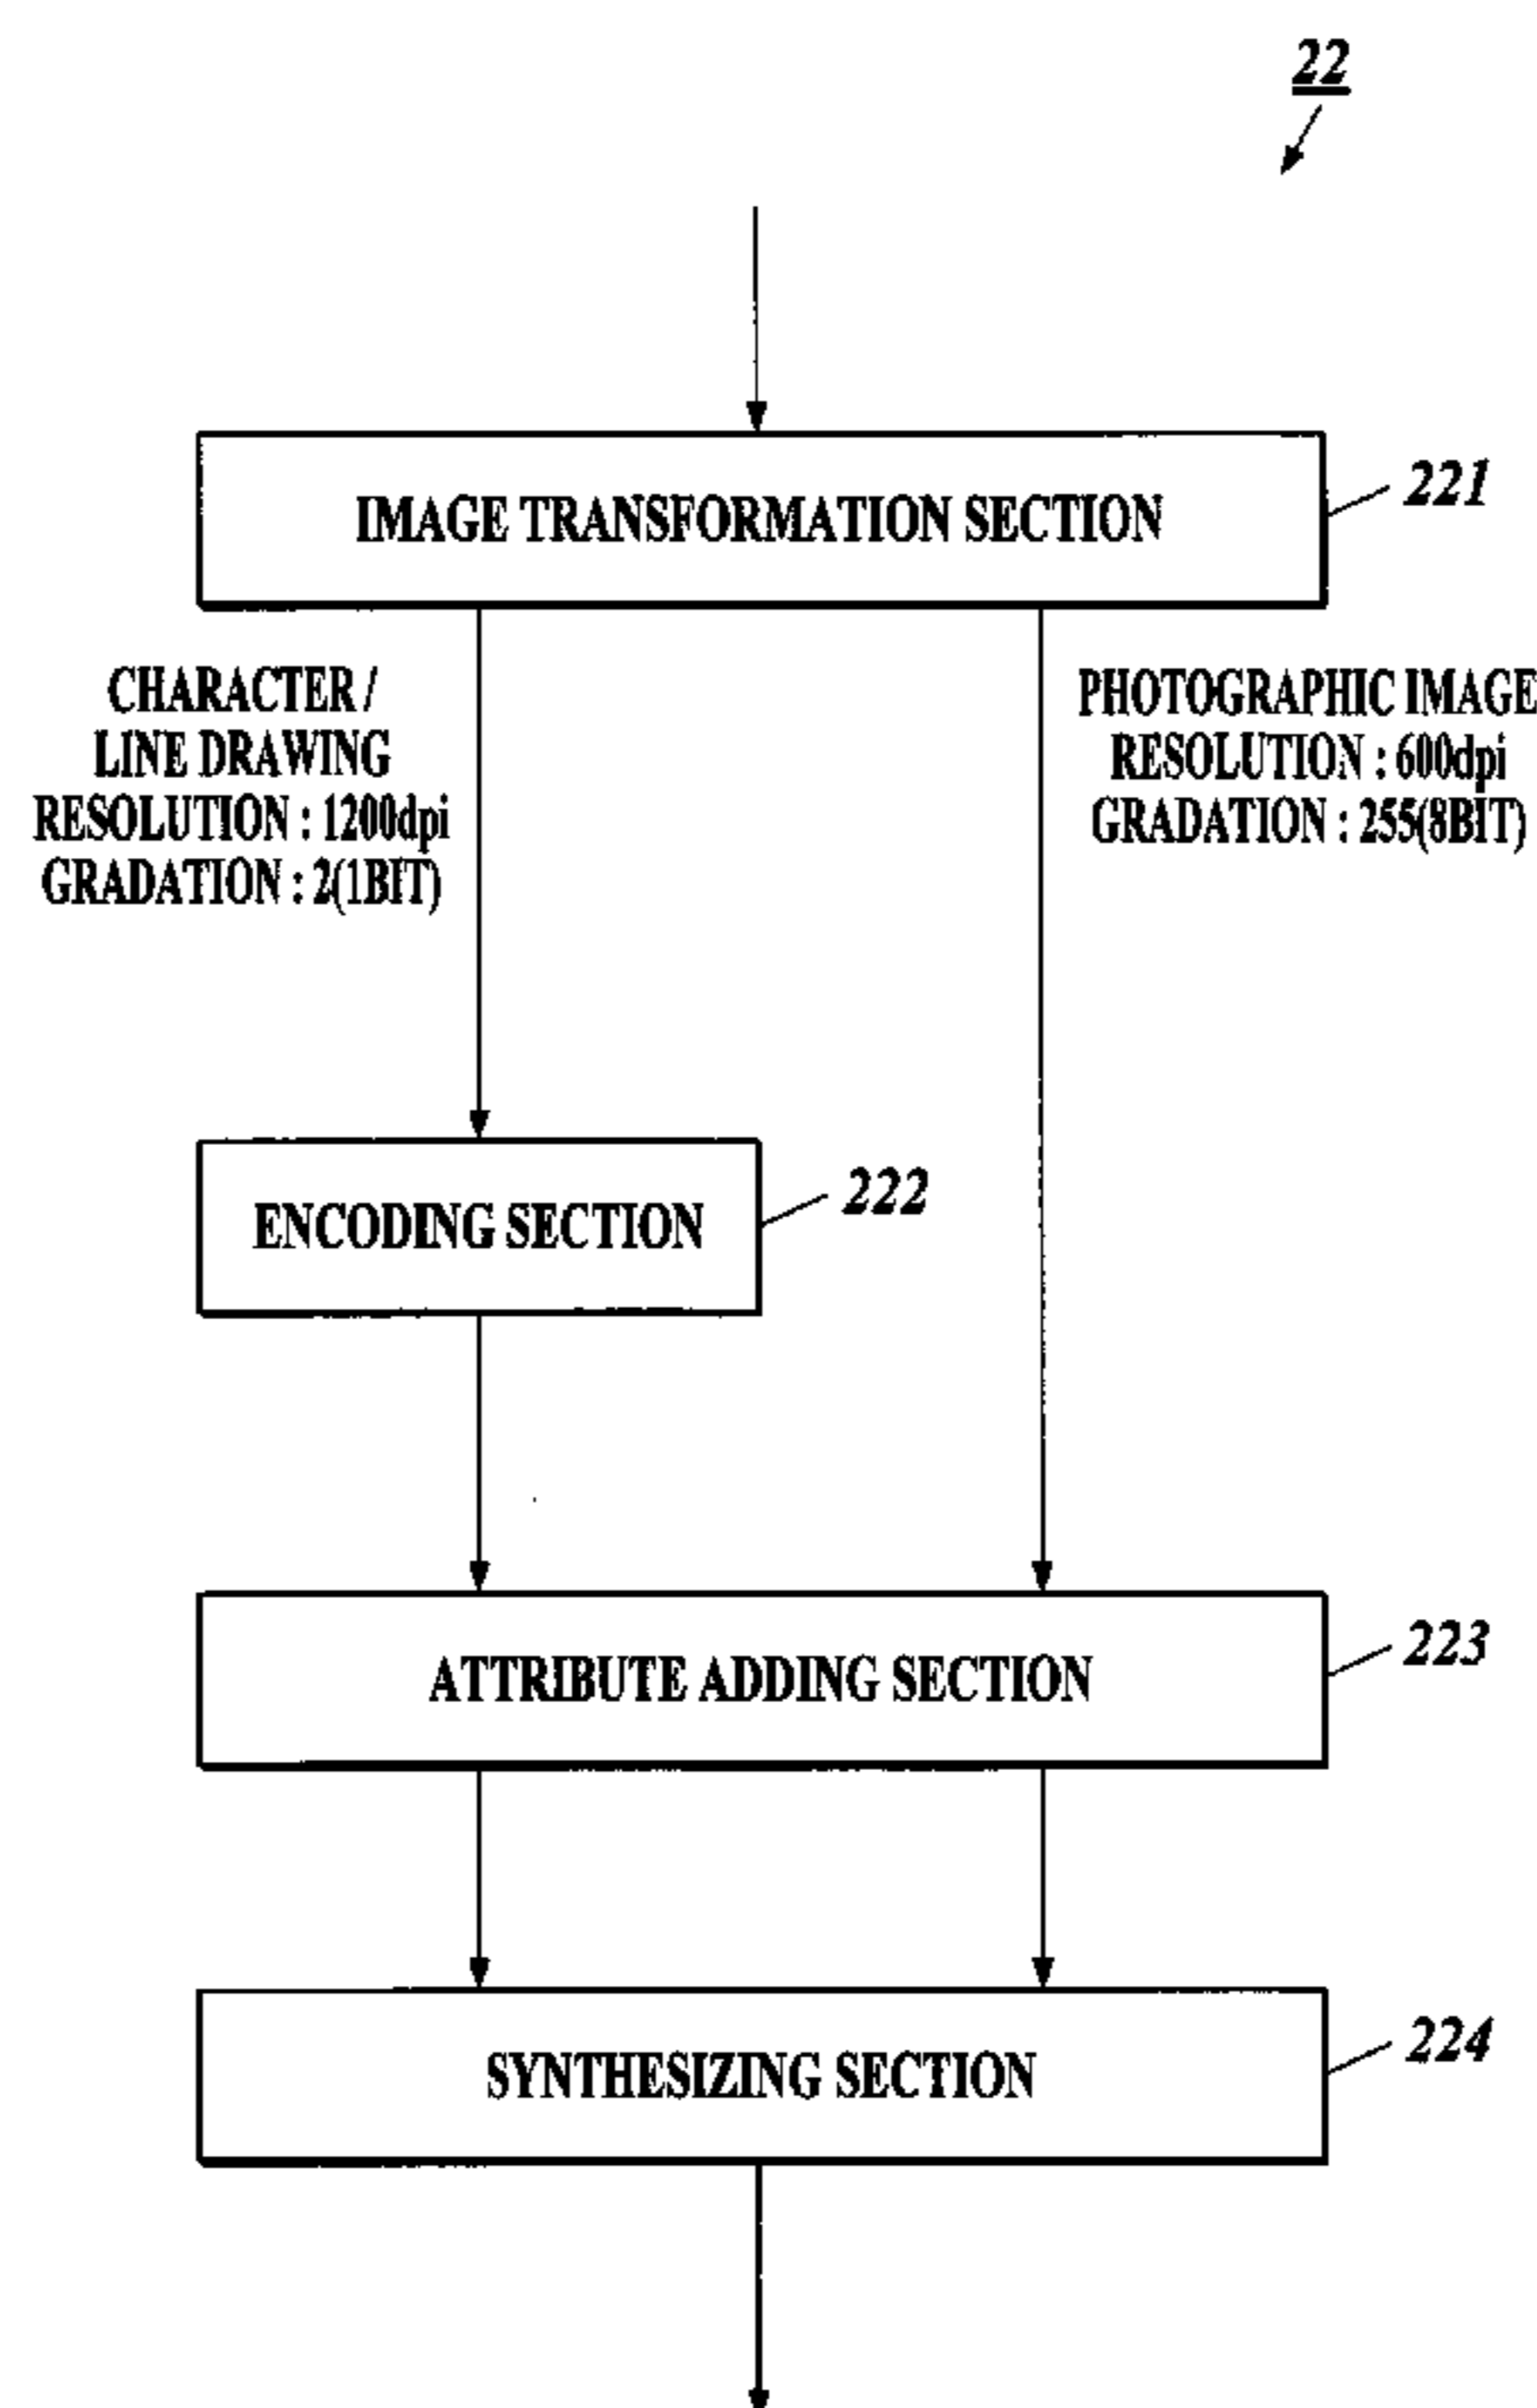 22
IMAGE TRANSFORMATION SECTION
221
CHARACTER /
LINE DRAWING
RESOLUTION : 1200dpi
GRADATION : 2(1BIT)
PHOTOGRAPHIC IMAGE
RESOLUTION : 600dpi
GRADATION : 255(8BIT)
ENCODING SECTION
222
ATTRIBUTE ADDING SECTION
223
SYNTHESIZING SECTION
224